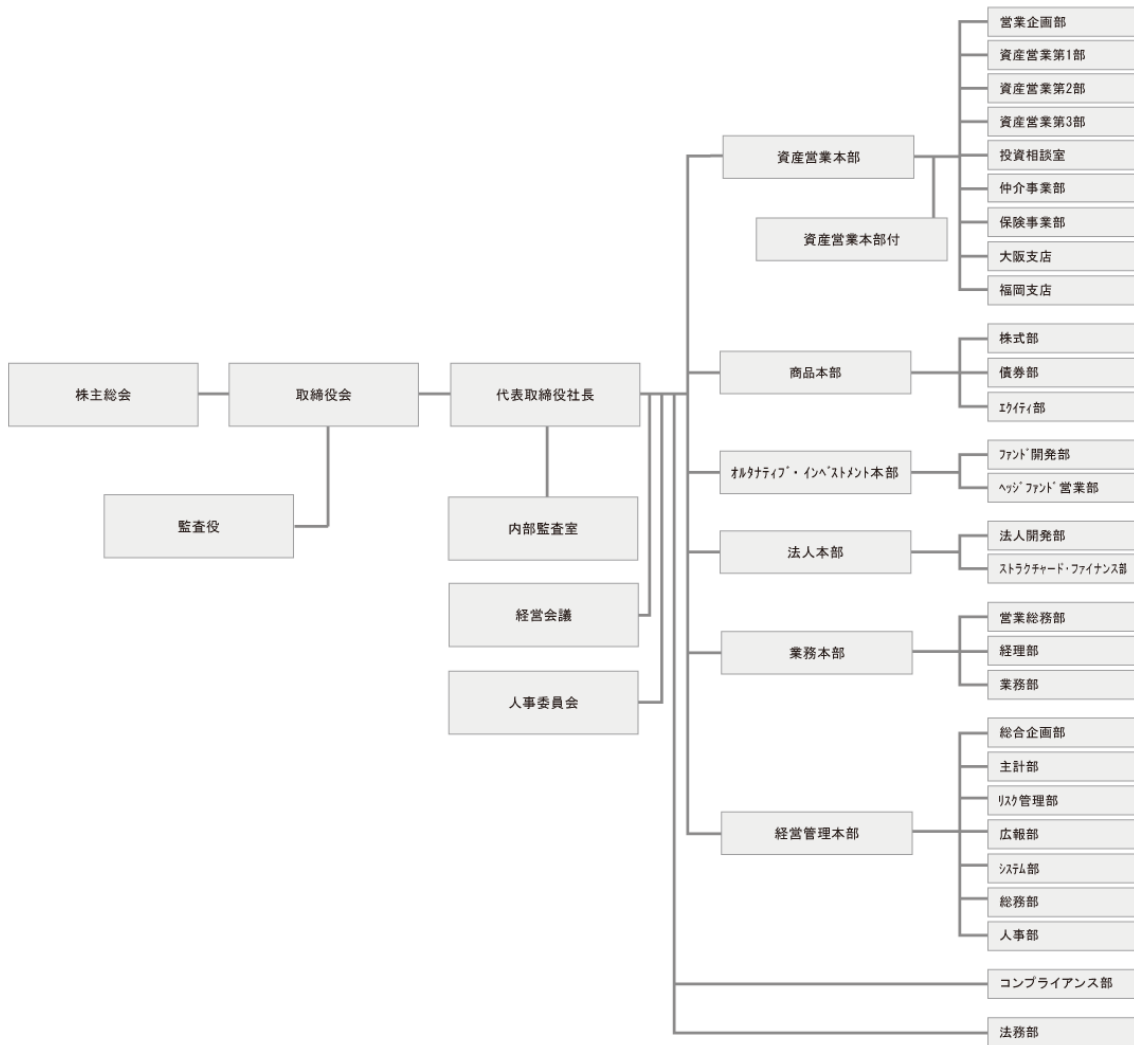 株主総会
取締役会
監査役
代表取締役社長
内部監査室
経営会議
人事委員会
資産営業本部
資産営業本部付
営業企画部
資産営業第1部
資産営業第2部
資産営業第3部
投資相談室
仲介事業部
保険事業部
大阪支店
福岡支店
商品本部
株式部
債券部
ｴｸｲﾃｨ部
ｵﾙﾀﾅﾃｨﾌﾞ・ｲﾝﾍﾞｽﾄﾒﾝﾄ本部
ﾌｧﾝﾄﾞ開発部
ﾍｯｼﾞﾌｧﾝﾄﾞ営業部
法人本部
法人開発部
ストラクチャード・ファイナンス部
業務本部
営業総務部
経理部
業務部
経営管理本部
総合企画部
主計部
ﾘｽｸ管理部
広報部
ｼｽﾃﾑ部
総務部
人事部
コンプライアンス部
法務部